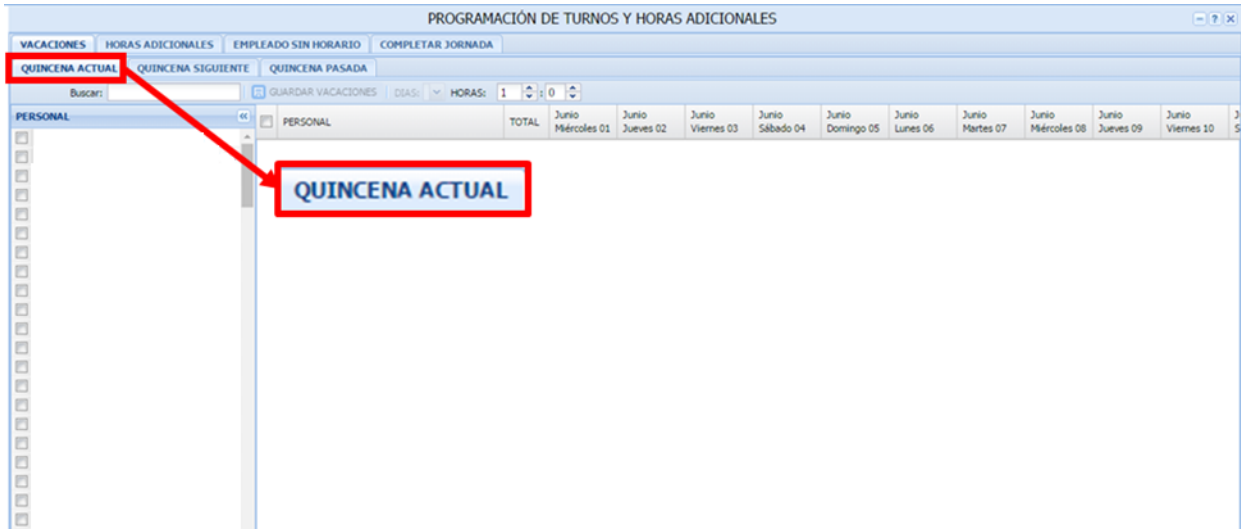 PROGRAMACIÓN DE TURNOS Y HORAS ADICIONALES
VACACIONES HORAS ADICIONALES EMPLEADO SIN HORARIO COMPLETAR JORNADA
QUINCENA ACTUAL QUINCENA SIGUIENTE QUINCENA PASADA
Buscar: GUARDAR VACACIONES DIAS: HORAS: 1 : 0
PERSONAL PERSONAL TOTAL Junio Junio Junio Junio Junio Junio Junio Junio Junio Junio J
Miércoles 01 Jueves 02 Viernes 03 Sábado 04 Domingo 05 Lunes 06 Martes 07 Miércoles 08 Jueves 09 Viernes 10 S
QUINCENA ACTUAL